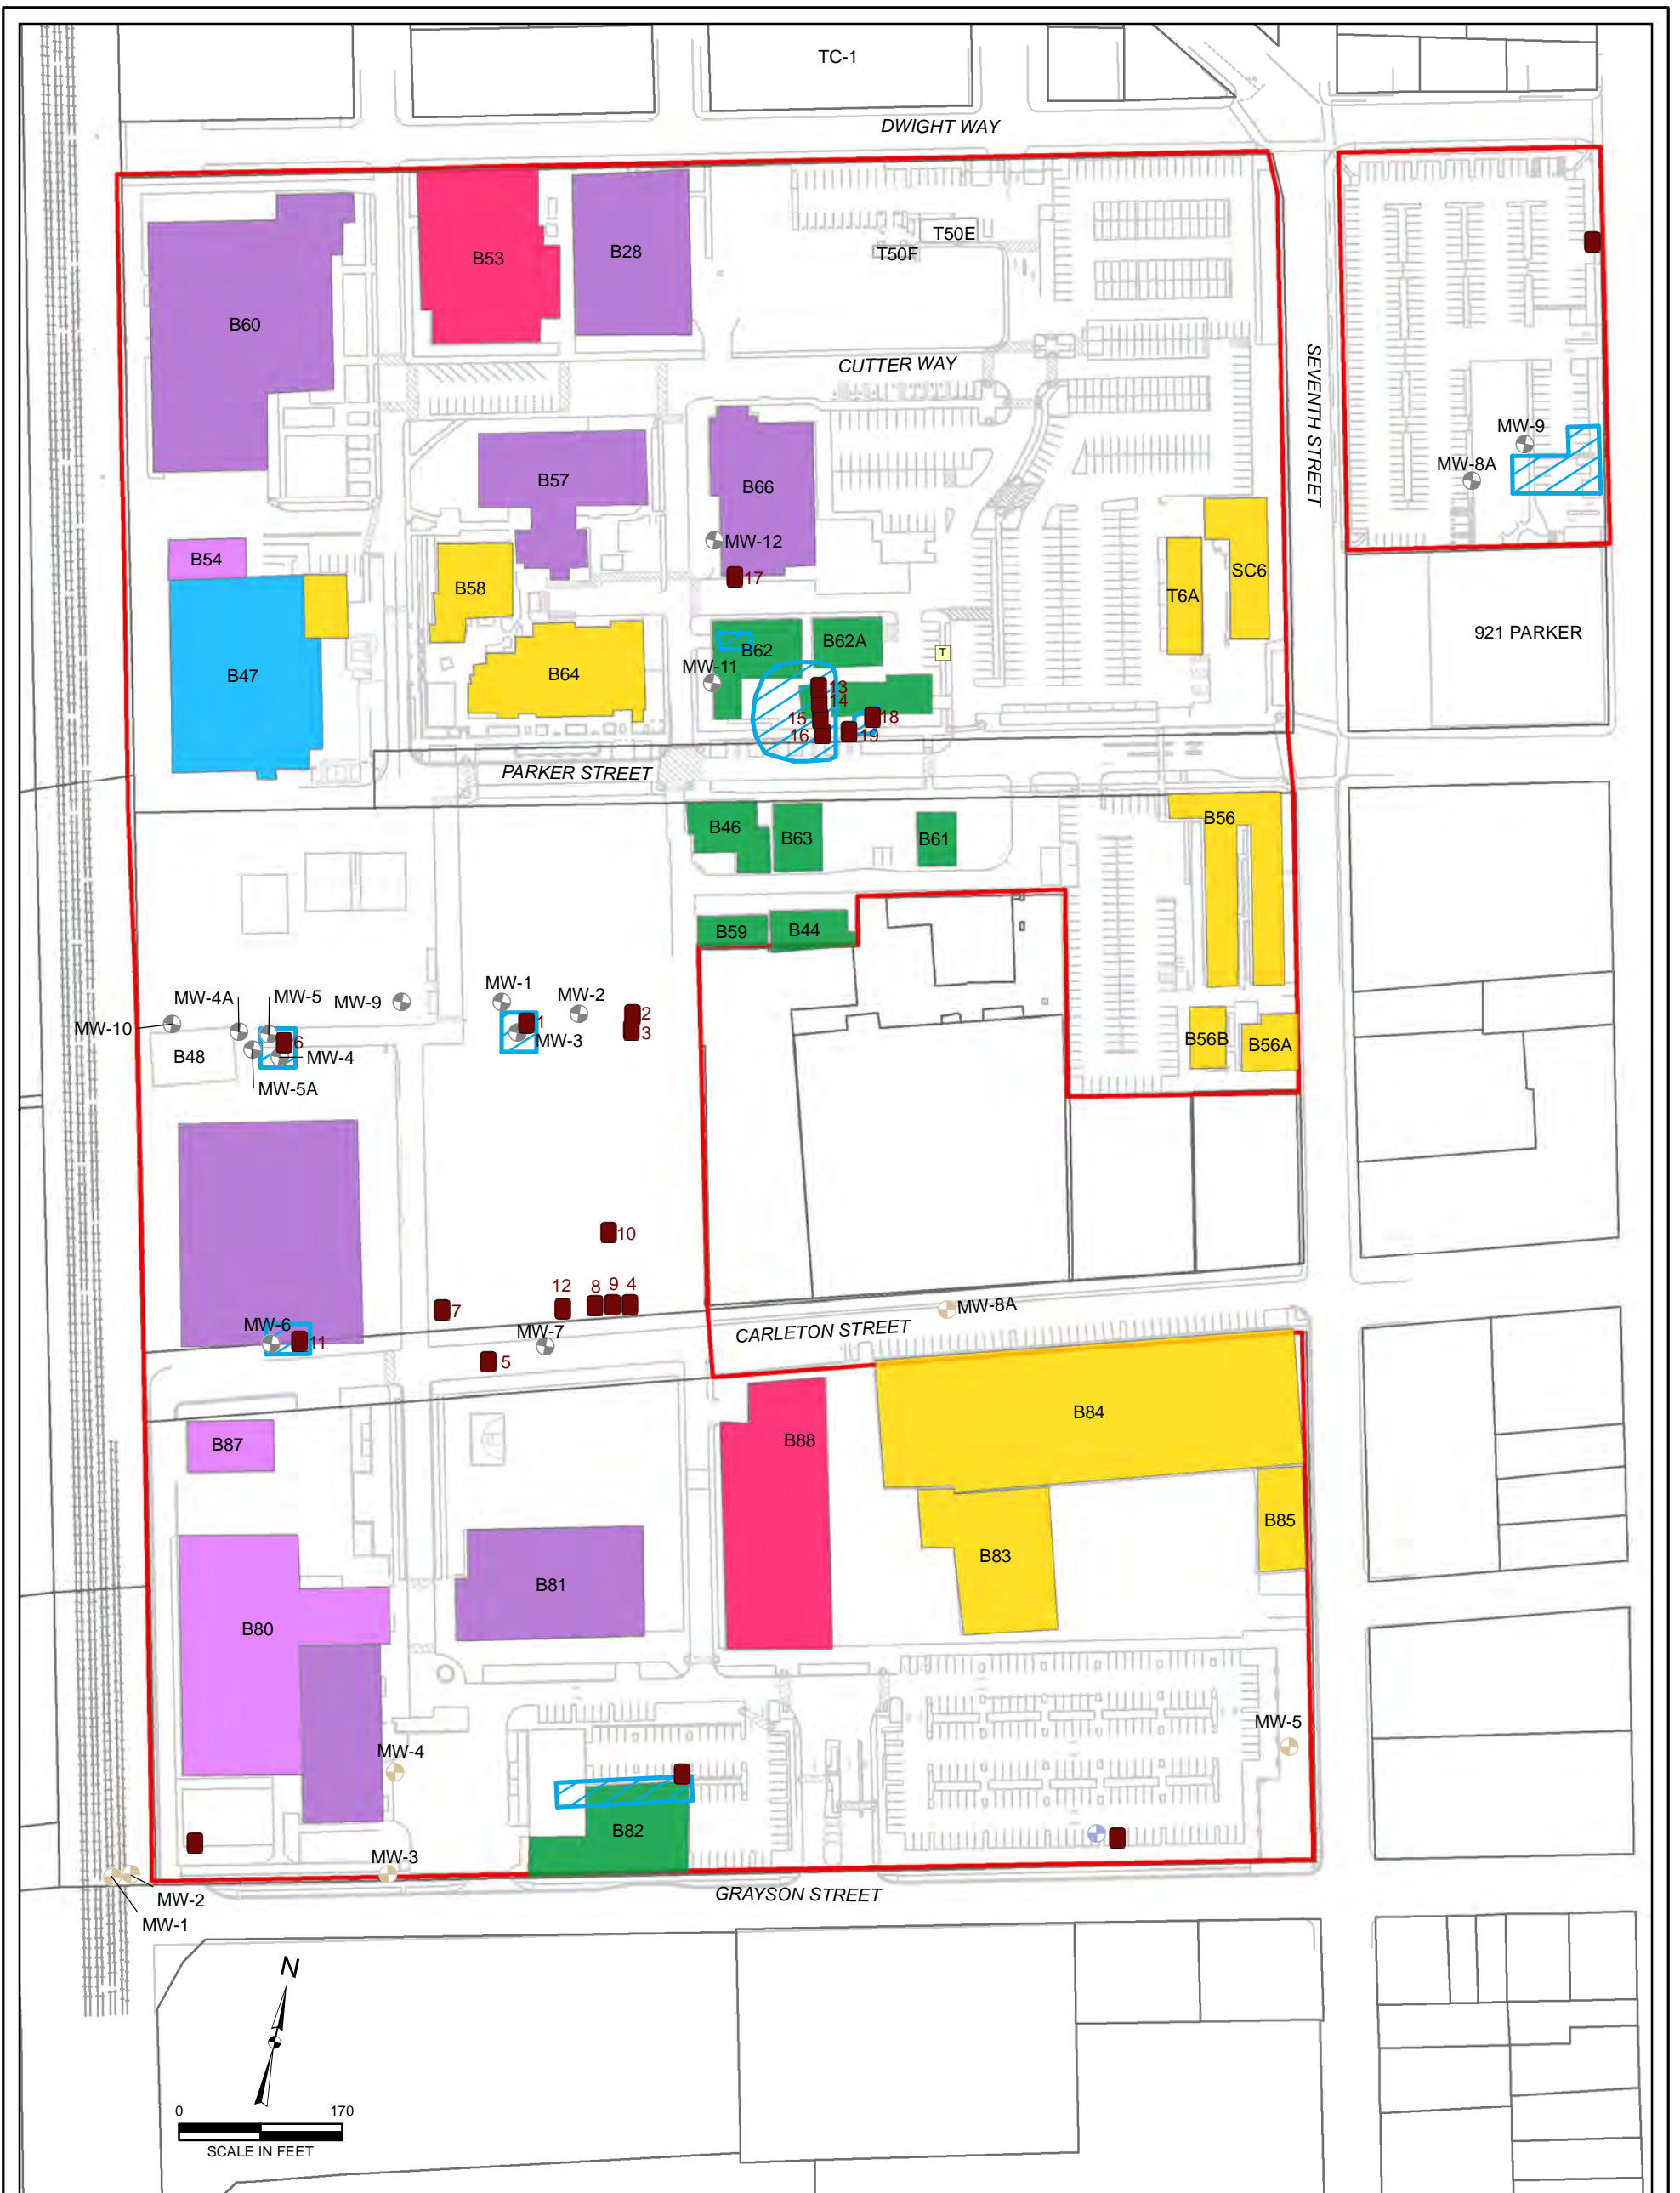 TC-1
DWIGHT WAY
T50E
T50F
B53
B28
B60
CUTTER WAY
SEVENTH STREET
MW-9
MW-8A
B57
B66
MW-12
B54
17
B58
SC6
T6A
921 PARKER
B62
B62A
T
B47
B64
MW-11
13
14
15
18
16
19
PARKER STREET
B46
B63
B61
B56
B59
B44
MW-4A
MW-5
MW-9
MW-1
MW-2
MW-10
6
1
2
3
MW-3
B48
MW-4
MW-5A
B56B
B56A
10
12
8
9
4
7
MW-8A
MW-6
11
MW-7
CARLETON STREET
5
B84
B87
B88
B85
B83
B81
B80
MW-5
MW-4
B82
MW-3
MW-2
MW-1
GRAYSON STREET
N
0
170
SCALE IN FEET